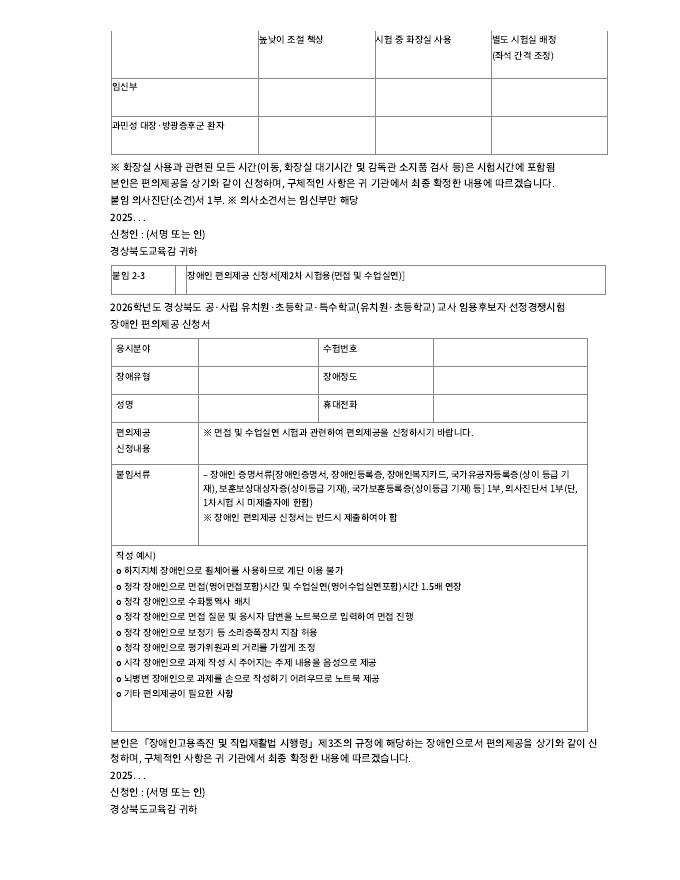 높낮이 조절 책상 시험 중 화장실 사용 별도 시험실 배정
(좌석 간격 조정)
임신부
과민성 대장·방광증후군 환자
※ 화장실 사용과 관련된 모든 시간(이동, 화장실 대기시간 및 감독관 소지품 검사 등)은 시험시간에 포함됨
본인은 편의제공을 상기와 같이 신청하며, 구체적인 사항은 귀 기관에서 최종 확정한 내용에 따르겠습니다.
붙임 의사진단(소견)서 1부. ※ 의사소견서는 임신부만 해당
2025. . .
신청인 : (서명 또는 인)
경상북도교육감 귀하
붙임 2-3 장애인 편의제공 신청서[제2차 시험용(면접 및 수업실연)]
2026학년도 경상북도 공·사립 유치원·초등학교·특수학교(유치원·초등학교) 교사 임용후보자 선정경쟁시험
장애인 편의제공 신청서
응시분야 수험번호
장애유형 장애정도
성명 휴대전화
편의제공
신청내용
※ 면접 및 수업실연 시험과 관련하여 편의제공을 신청하시기 바랍니다.
붙임서류
– 장애인 증명서류[장애인증명서, 장애인등록증, 장애인복지카드, 국가유공자등록증(상이 등급 기
재), 보훈보상대상자증(상이등급 기재), 국가보훈등록증(상이등급 기재) 등] 1부, 의사진단서 1부(단,
1차시험 시 미제출자에 한함)
※ 장애인 편의제공 신청서는 반드시 제출하여야 함
작성 예시)
o 하지지체 장애인으로 휠체어를 사용하므로 계단 이용 불가
o 청각 장애인으로 면접(영어면접포함)시간 및 수업실연(영어수업실연포함)시간 1.5배 연장
o 청각 장애인으로 수화통역사 배치
o 청각 장애인으로 면접 질문 및 응시자 답변을 노트북으로 입력하여 면접 진행
o 청각 장애인으로 보청기 등 소리증폭장치 지참 허용
o 청각 장애인으로 평가위원과의 거리를 가깝게 조정
o 시각 장애인으로 과제 작성 시 주어지는 주제 내용을 음성으로 제공
o 뇌병변 장애인으로 과제를 손으로 작성하기 어려우므로 노트북 제공
o 기타 편의제공이 필요한 사항
본인은 「장애인고용촉진 및 직업재활법 시행령」제3조의 규정에 해당하는 장애인으로서 편의제공을 상기와 같이 신
청하며, 구체적인 사항은 귀 기관에서 최종 확정한 내용에 따르겠습니다.
2025. . .
신청인 : (서명 또는 인)
경상북도교육감 귀하